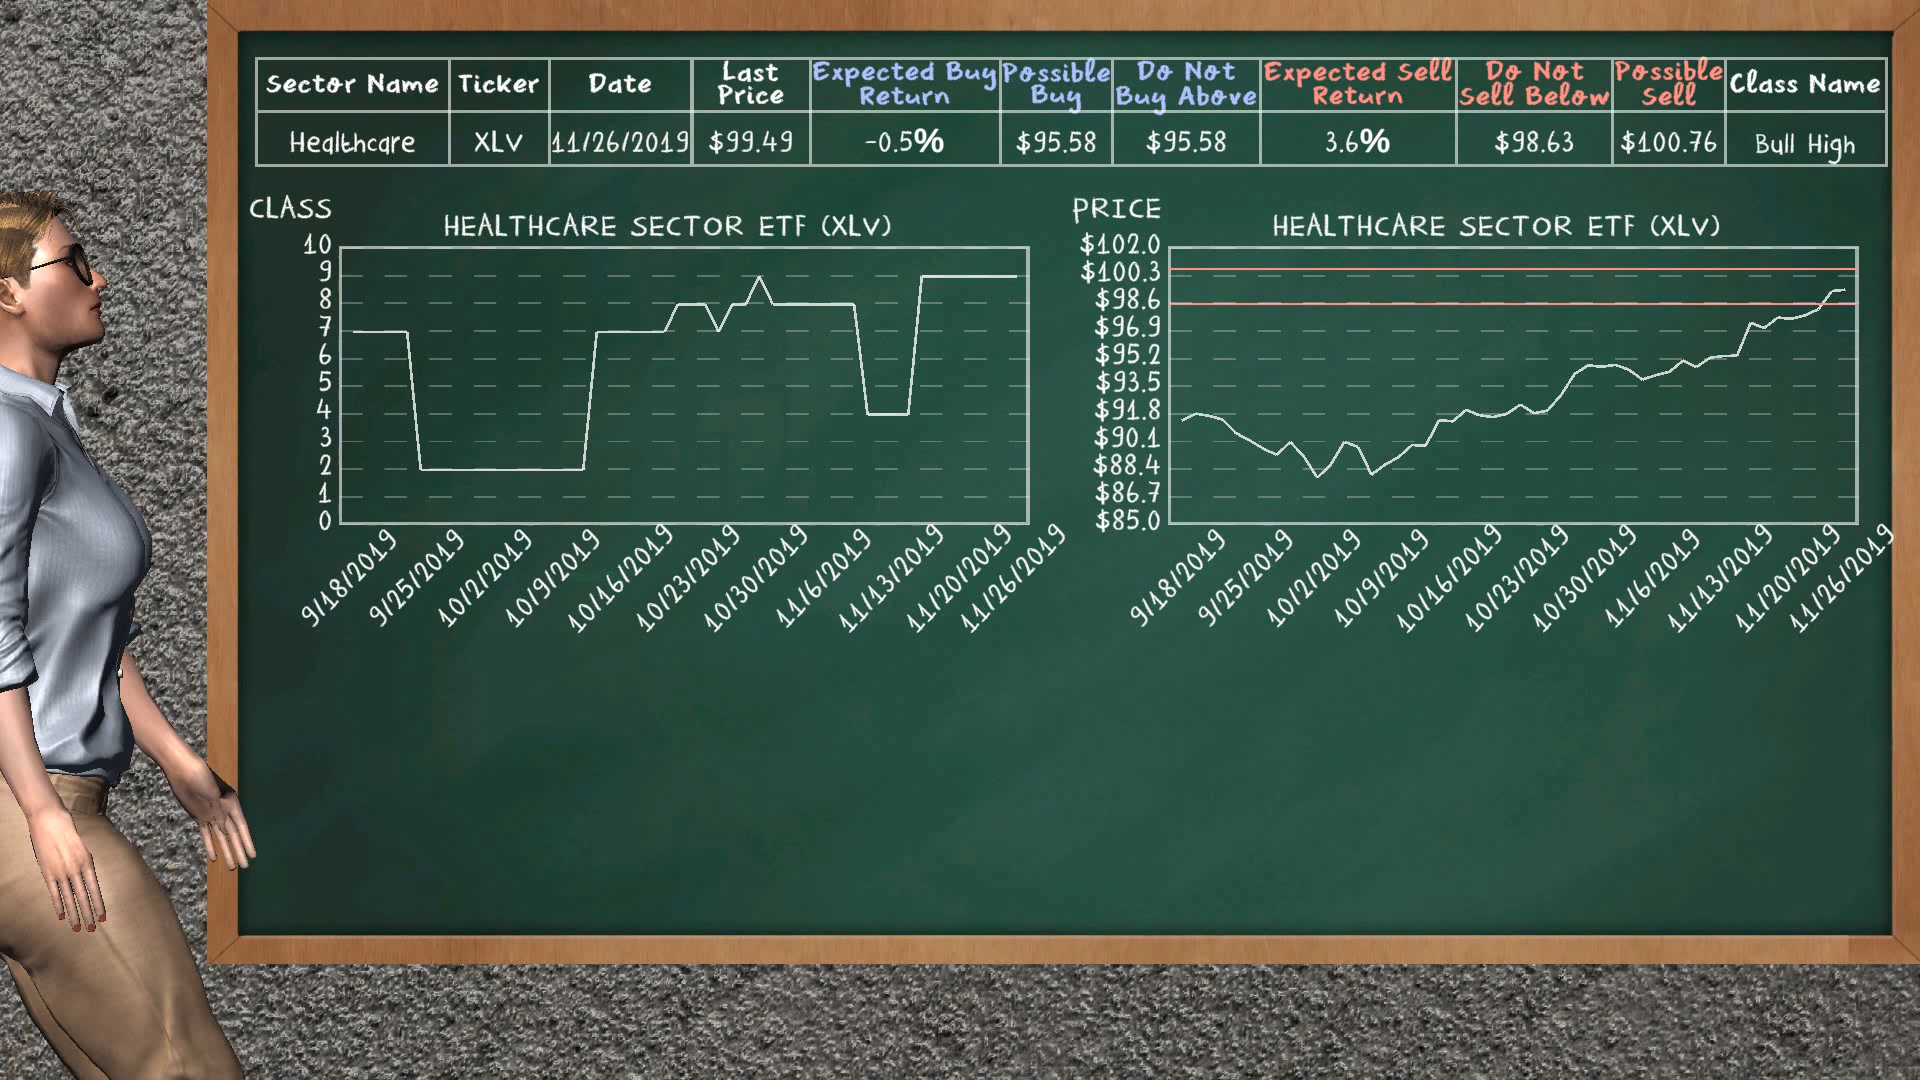 Sector Name Ticker Date Last Price Expected Buy Return Possible Buy Do Not Buy Above Expected Sell Return Do Not Sell Below Possible Sell Class Name
Healthcare XLV 11/26/2019 $99.49 -0.5% $95.58 $95.58 3.6% $98.63 $100.76 Bull High
CLASS
HEALTHCARE SECTOR ETF (XLV)
10
9
8
7
6
5
4
3
2
1
0
9/18/2019 9/25/2019 10/2/2019 10/9/2019 10/16/2019 10/23/2019 10/30/2019 11/6/2019 11/13/2019 11/20/2019 11/26/2019
PRICE
HEALTHCARE SECTOR ETF (XLV)
$102.0
$100.3
$98.6
$96.9
$95.2
$93.5
$91.8
$90.1
$88.4
$86.7
$85.0
9/18/2019 9/25/2019 10/2/2019 10/9/2019 10/16/2019 10/23/2019 10/30/2019 11/6/2019 11/13/2019 11/20/2019 11/26/2019